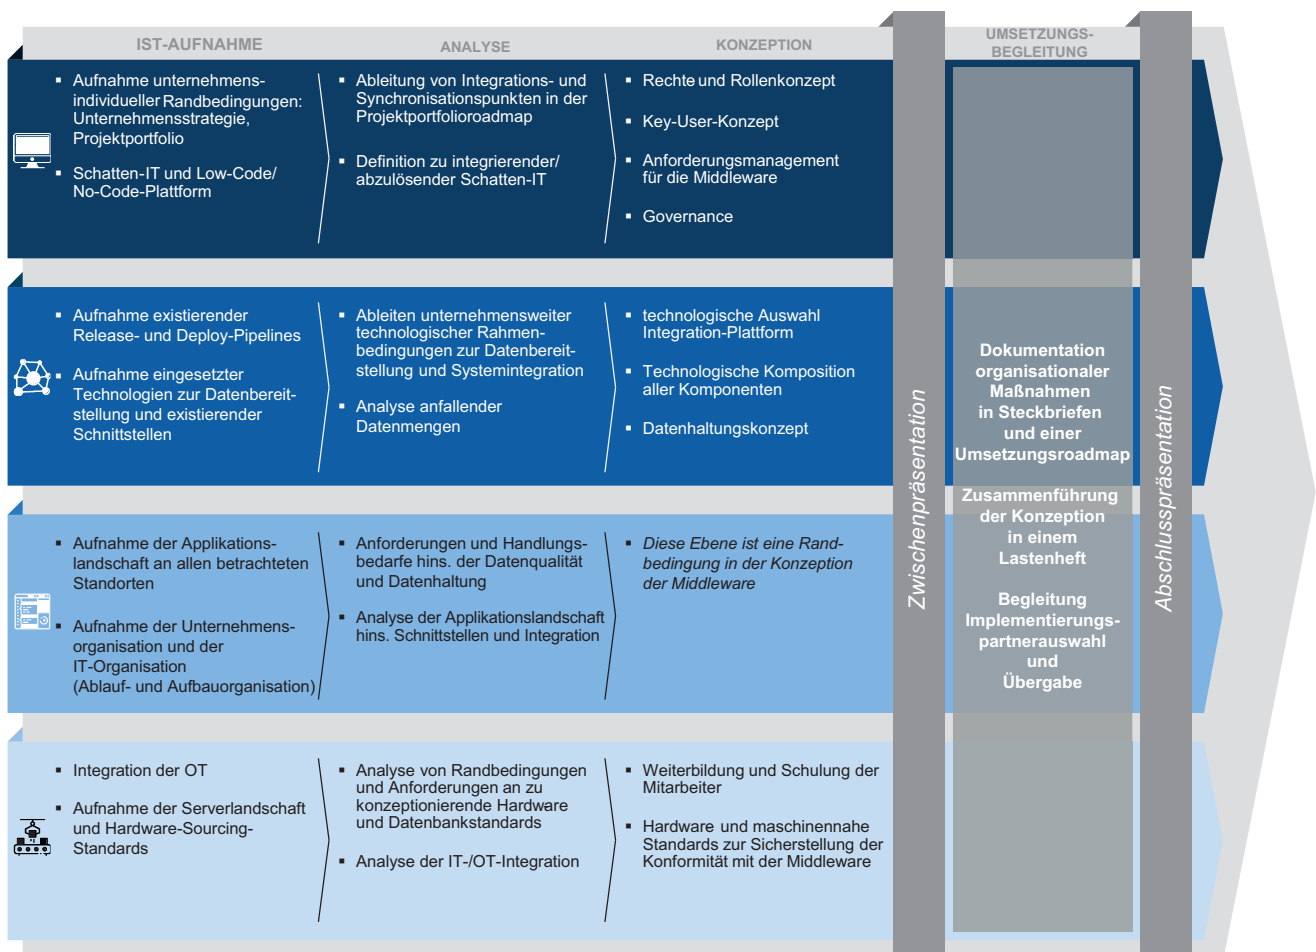 IST-AUFNAHME
ANALYSE
KONZEPTION
UMSETZUNGS-
BEGLEITUNG
▪ Aufnahme unternehmens-
individueller Randbedingungen:
Unternehmensstrategie,
Projektportfolio
▪ Schatten-IT und Low-Code/
No-Code-Plattform
▪ Ableitung von Integrations- und
Synchronisationspunkten in der
Projektportfolioroadmap
▪ Definition zu integrierender/
abzulösender Schatten-IT
▪ Rechte und Rollenkonzept
▪ Key-User-Konzept
▪ Anforderungsmanagement
für die Middleware
▪ Governance
▪ Aufnahme existierender
Release- und Deploy-Pipelines
▪ Aufnahme eingesetzter
Technologien zur Datenbereit-
stellung und existierender
Schnittstellen
▪ Ableiten unternehmensweiter
technologischer Rahmen-
bedingungen zur Datenbereit-
stellung und Systemintegration
▪ Analyse anfallender
Datenmengen
▪ technologische Auswahl
Integration-Plattform
▪ Technologische Komposition
aller Komponenten
▪ Datenhaltungskonzept
▪ Aufnahme der Applikations-
landschaft an allen betrachteten
Standorten
▪ Aufnahme der Unternehmens-
organisation und der
IT-Organisation
(Ablauf- und Aufbauorganisation)
▪ Anforderungen und Handlungs-
bedarfe hins. der Datenqualität
und Datenhaltung
▪ Analyse der Applikationslandschaft
hins. Schnittstellen und Integration
▪ Diese Ebene ist eine Rand-
bedingung in der Konzeption
der Middleware
▪ Integration der OT
▪ Aufnahme der Serverlandschaft
und Hardware-Sourcing-
Standards
▪ Analyse von Randbedingungen
und Anforderungen an zu
konzeptionierende Hardware
und Datenbankstandards
▪ Analyse der IT-/OT-Integration
▪ Weiterbildung und Schulung der
Mitarbeiter
▪ Hardware und maschinennahe
Standards zur Sicherstellung der
Konformität mit der Middleware
Zwischenpräsentation
Dokumentation
organisationaler
Maßnahmen
in Steckbriefen
und einer
Umsetzungsroadmap
Zusammenführung
der Konzeption
in einem
Lastenheft
Begleitung
Implementierungs-
partnerauswahl
und
Übergabe
Abschlusspräsentation